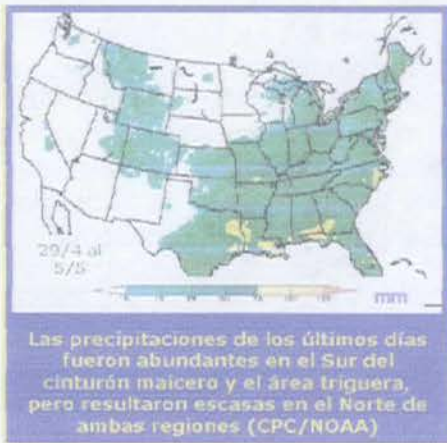 29/4 al
5/5
mm
Las precipitaciones de los últimos días
fueron abundantes en el Sur del
cinturón maicero y el área triguera,
pero resultaron escasas en el Norte de
ambas regiones (CPC/NOAA)